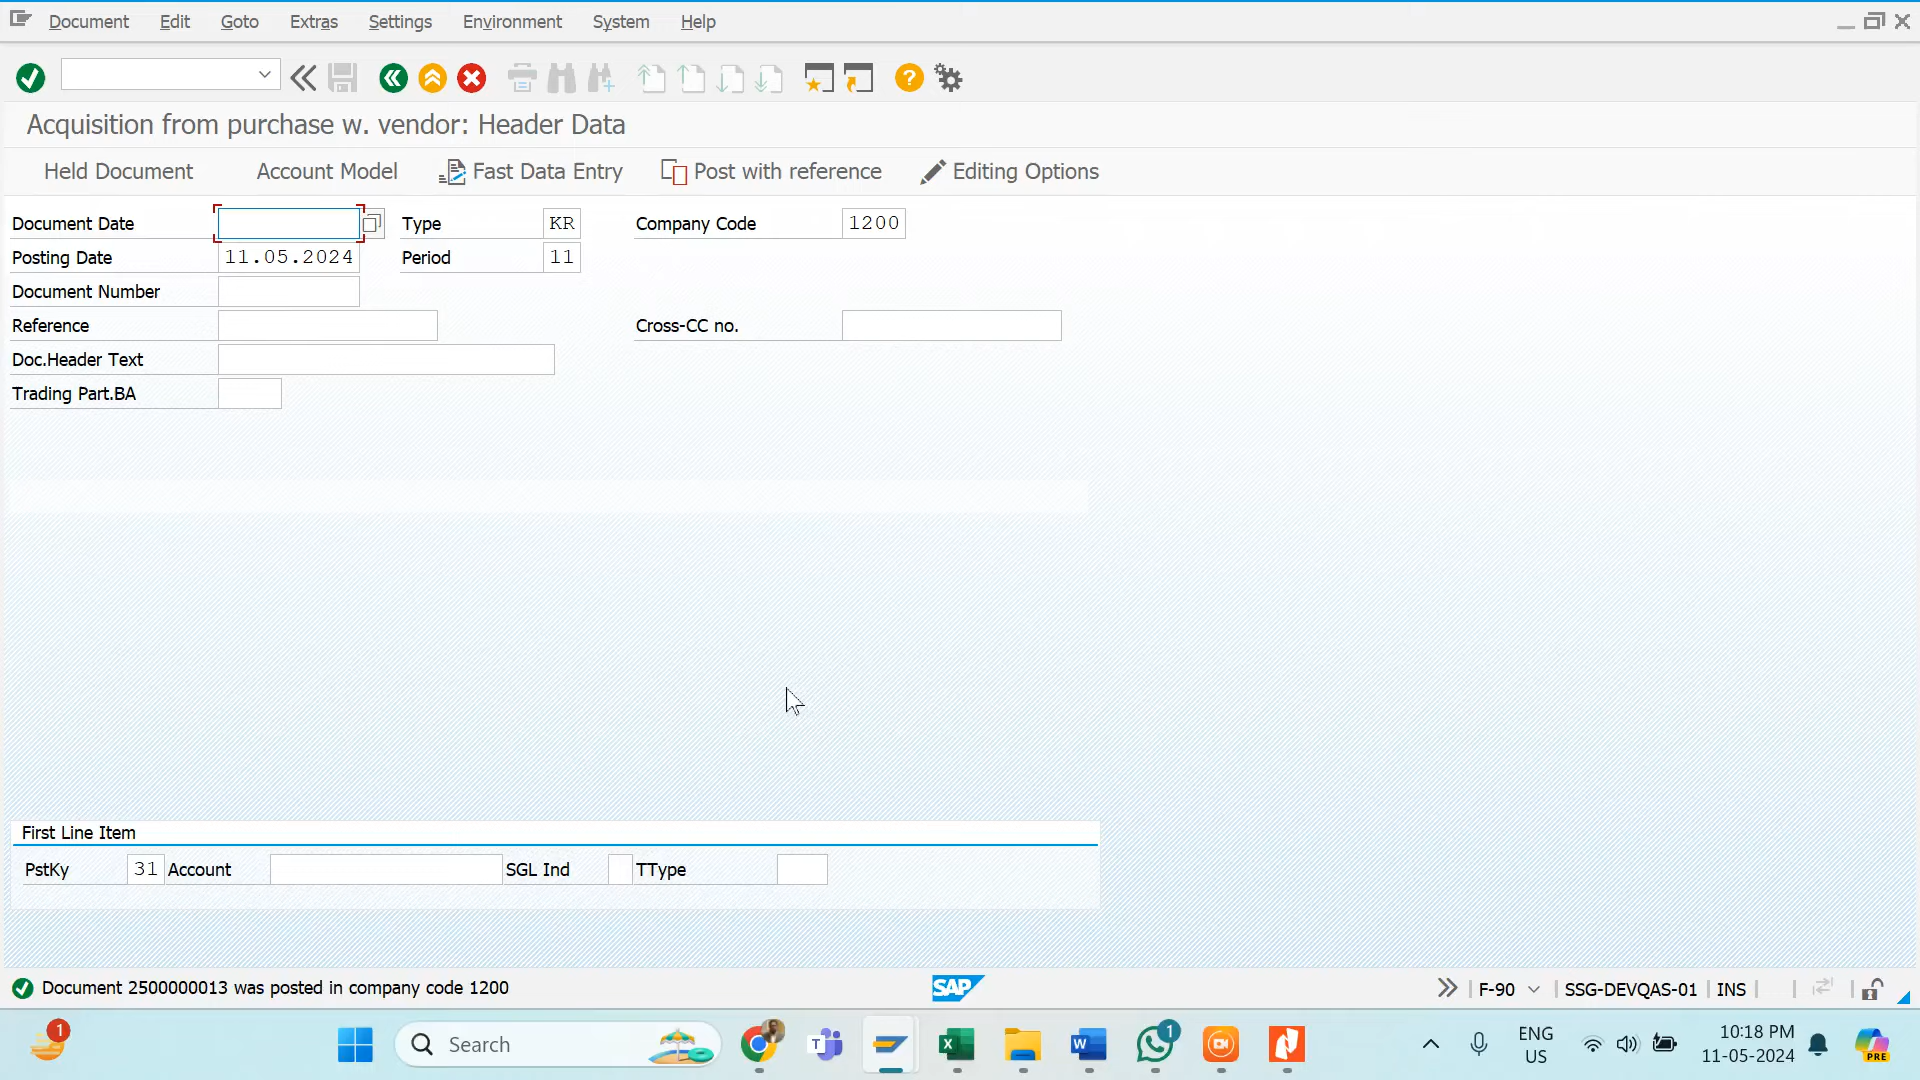 Document Edit Goto Extras Settings Environment System Help
Acquisition from purchase w. vendor: Header Data
Held Document Account Model Fast Data Entry Post with reference Editing Options
Document Date Type KR Company Code 1200
Posting Date 11.05.2024 Period 11
Document Number
Reference Cross-CC no.
Doc.Header Text
Trading Part.BA
First Line Item
PstKy 31 Account SGL Ind TType
Document 2500000013 was posted in company code 1200 SAP F-90 SSG-DEVQAS-01 INS
1 Search T X W 1 ENG US 10:18 PM 11-05-2024 PRE